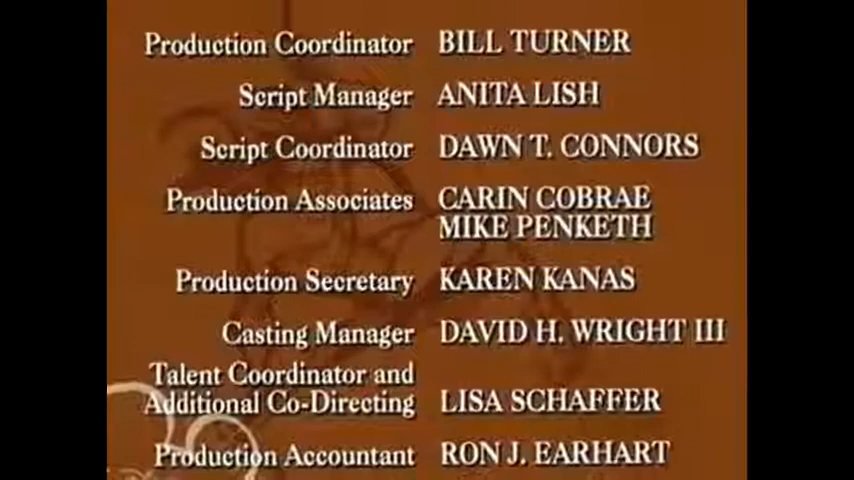 Production Coordinator BILL TURNER
Script Manager ANITA LISH
Script Coordinator DAWN T. CONNORS
Production Associates CARIN COBRAE
MIKE PENKETH
Production Secretary KAREN KANAS
Casting Manager DAVID H. WRIGHT III
Talent Coordinator and
Additional Co-Directing LISA SCHAFFER
Production Accountant RON J. EARHART